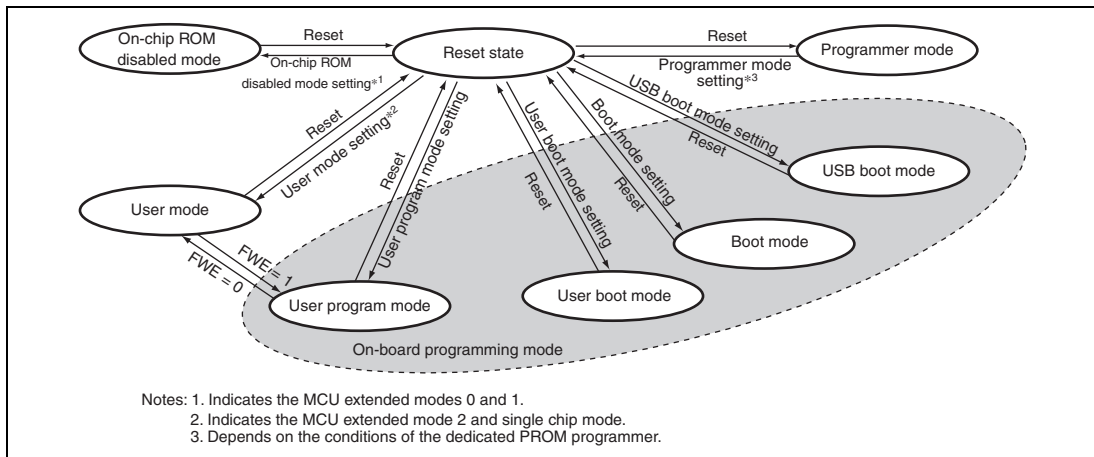 On-chip ROM
disabled mode
Reset
On-chip ROM
disabled mode setting*1
Reset state
Reset
Programmer mode
setting*3
Programmer mode
Reset
User mode setting*2
Reset
User program mode setting
User boot mode setting
Reset
Boot mode setting
Reset
USB boot mode setting
Reset
USB boot mode
User mode
Boot mode
FWE = 1
FWE = 0
User program mode
User boot mode
On-board programming mode
Notes: 1. Indicates the MCU extended modes 0 and 1.
2. Indicates the MCU extended mode 2 and single chip mode.
3. Depends on the conditions of the dedicated PROM programmer.